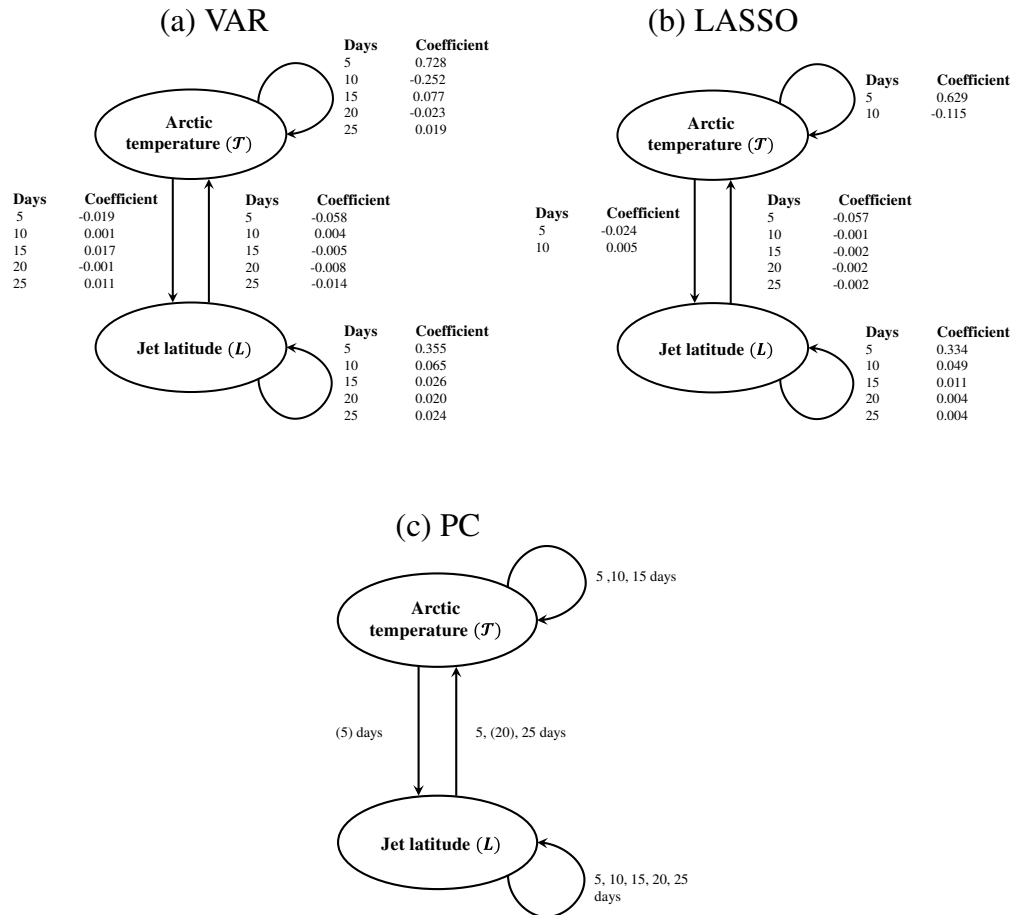 (a) VAR
Days Coefficient
5 0.728
10 -0.252
15 0.077
20 -0.023
25 0.019
Arctic
temperature (𝒯)
Days Coefficient
5 -0.019
10 0.001
15 0.017
20 -0.001
25 0.011
Days Coefficient
5 -0.058
10 0.004
15 -0.005
20 -0.008
25 -0.014
Jet latitude (L)
Days Coefficient
5 0.355
10 0.065
15 0.026
20 0.020
25 0.024
(b) LASSO
Days Coefficient
5 0.629
10 -0.115
Arctic
temperature (𝒯)
Days Coefficient
5 -0.024
10 0.005
Days Coefficient
5 -0.057
10 -0.001
15 -0.002
20 -0.002
25 -0.002
Jet latitude (L)
Days Coefficient
5 0.334
10 0.049
15 0.011
20 0.004
25 0.004
(c) PC
5 ,10, 15 days
Arctic
temperature (𝒯)
(5) days
5, (20), 25 days
Jet latitude (L)
5, 10, 15, 20, 25
days